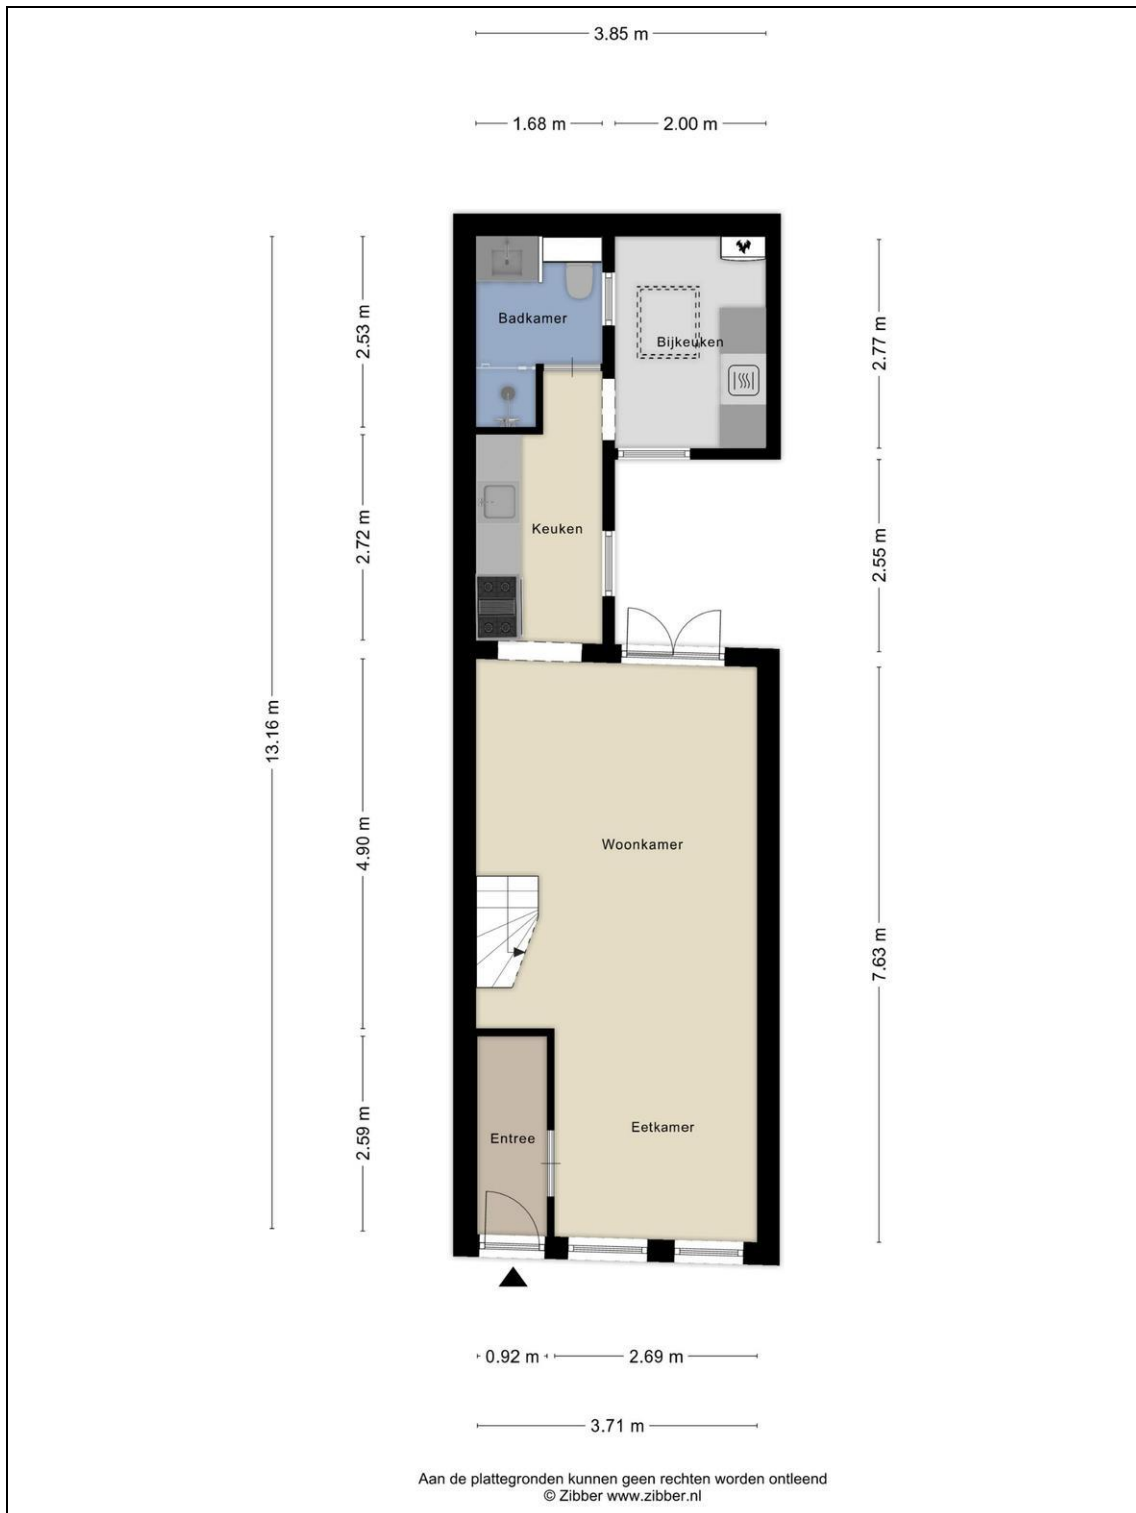 3.85 m
1.68 m
2.00 m
Badkamer
2.53 m
2.77 m
Bijkeuken
Keuken
2.72 m
2.55 m
13.16 m
4.90 m
Woonkamer
7.63 m
2.59 m
Entree
Eetkamer
0.92 m
2.69 m
3.71 m
Aan de plattegronden kunnen geen rechten worden ontleend
© Zibber www.zibber.nl